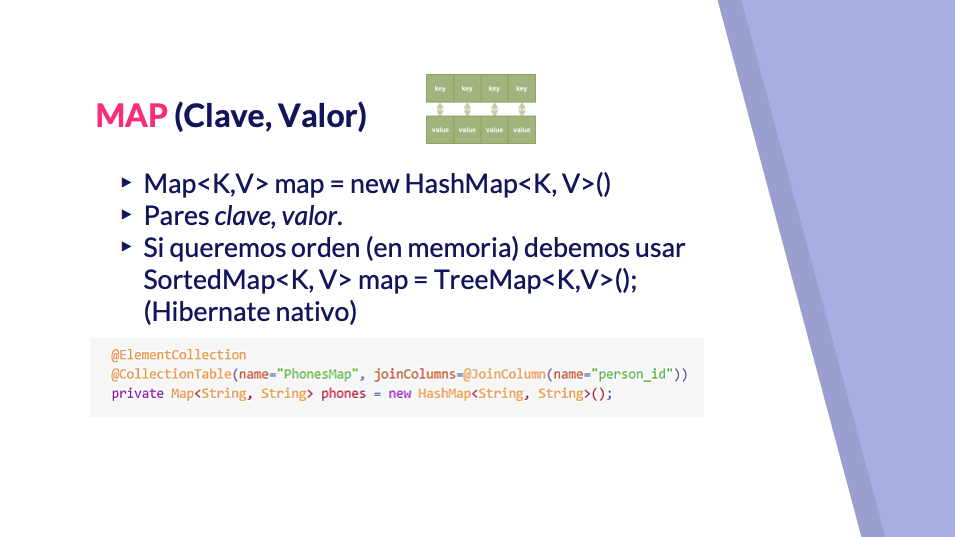 MAP (Clave, Valor)
key key key key
value value value value
‣ Map<K,V> map = new HashMap<K, V>()
‣ Pares clave, valor.
‣ Si queremos orden (en memoria) debemos usar
SortedMap<K, V> map = TreeMap<K,V>();
(Hibernate nativo)
@ElementCollection
@CollectionTable(name="PhonesMap", joinColumns=@JoinColumn(name="person_id"))
private Map<String, String> phones = new HashMap<String, String>();